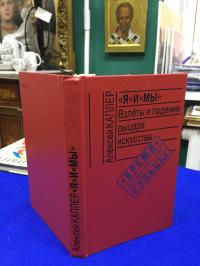 Алексей КАПЛЕР «Я»И«МЫ»
Алексей КАПЛЕР
«Я»И«МЫ»
Взлёты и падения
рыцаря
искусства
ВРЕМЯ
СУДЬБЫ